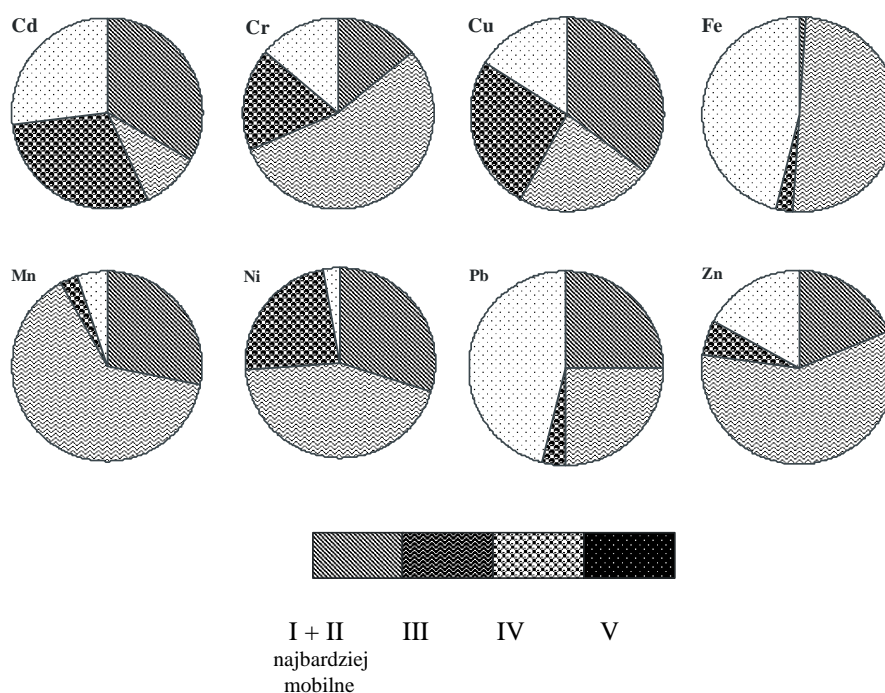 Cd Cr Cu Fe
Mn Ni Pb Zn
I + II III IV V
najbardziej
mobilne